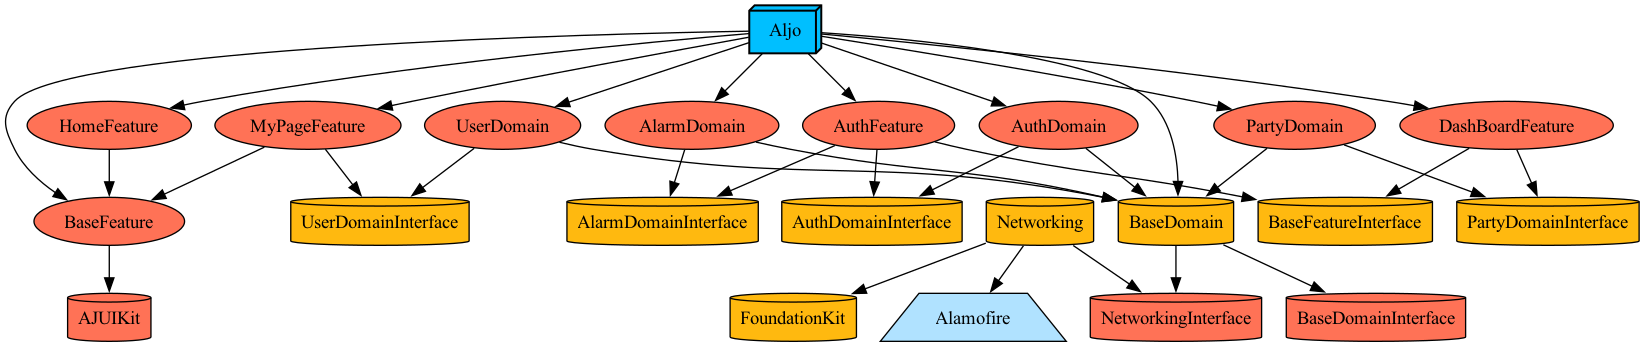 Aljo
HomeFeature
MyPageFeature
UserDomain
AlarmDomain
AuthFeature
AuthDomain
PartyDomain
DashBoardFeature
BaseFeature
UserDomainInterface
AlarmDomainInterface
AuthDomainInterface
Networking
BaseDomain
BaseFeatureInterface
PartyDomainInterface
AJUIKit
FoundationKit
Alamofire
NetworkingInterface
BaseDomainInterface